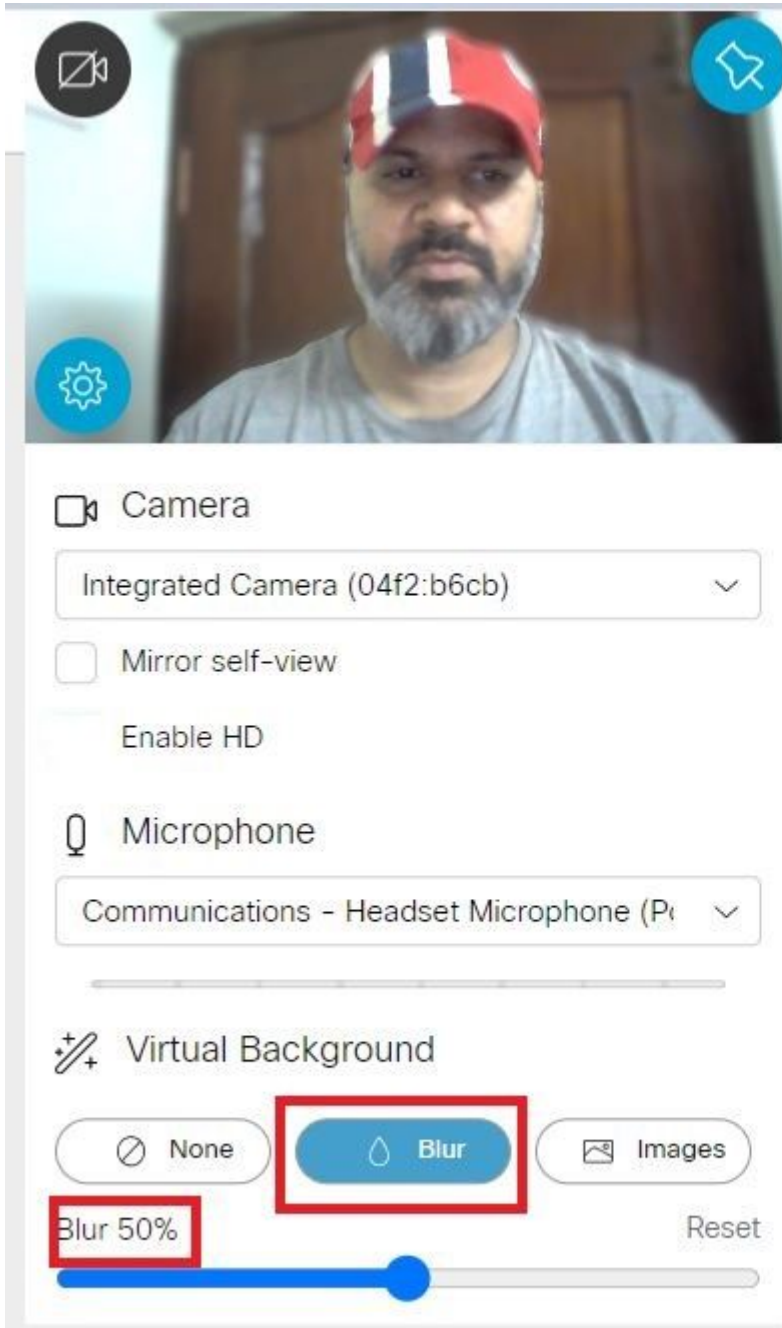 Camera
Integrated Camera (04f2:b6cb)
Mirror self-view
Enable HD
Microphone
Communications - Headset Microphone (Po
Virtual Background
None
Blur
Images
Blur 50%
Reset